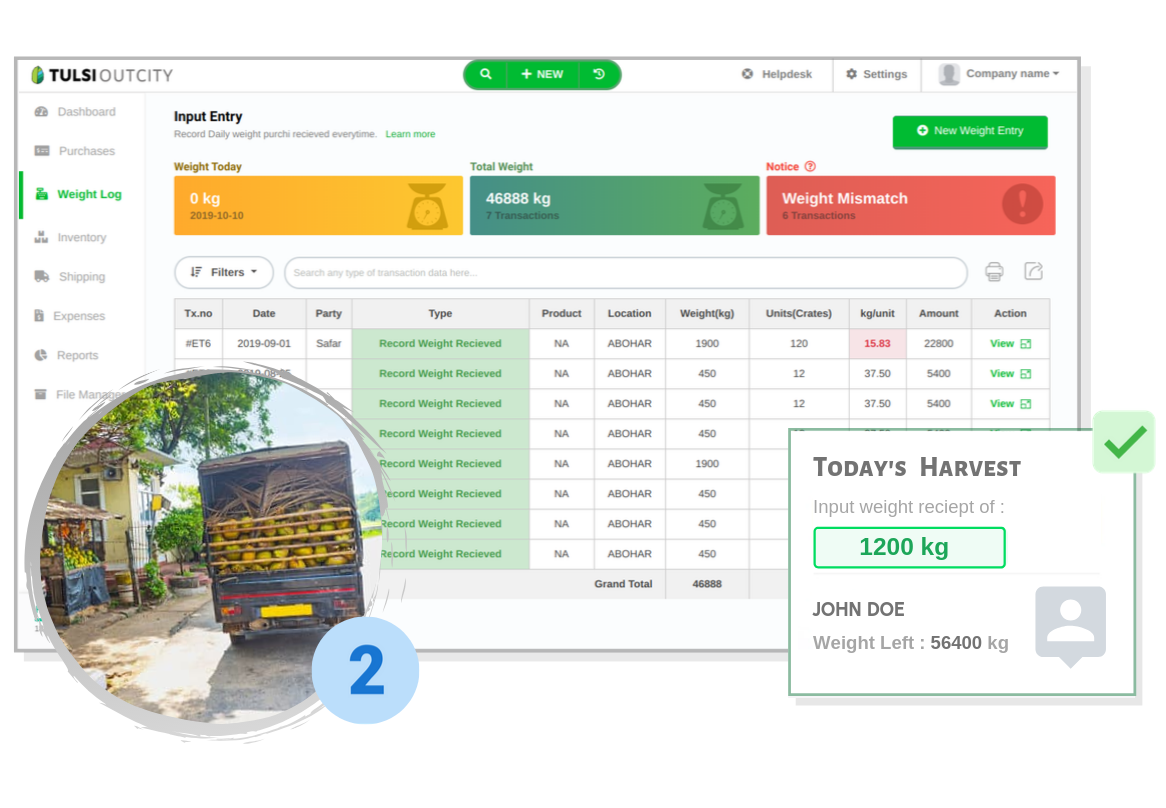 TULSI OUTCITY
NEW
Helpdesk
Settings
Company name
Dashboard
Purchases
Weight Log
Inventory
Shipping
Expenses
Reports
File Manager
Input Entry
Record Daily weight purchi recieved everytime. Learn more
New Weight Entry
Weight Today
0 kg
2019-10-10
Total Weight
46888 kg
7 Transactions
Notice
Weight Mismatch
6 Transactions
Filters
Search any type of transaction data here...
Tx.no Date Party Type Product Location Weight(kg) Units(Crates) kg/unit Amount Action
#ET6 2019-09-01 Safar Record Weight Recieved NA ABOHAR 1900 120 15.83 22800 View
Record Weight Recieved NA ABOHAR 450 12 37.50 5400 View
Record Weight Recieved NA ABOHAR 450 12 37.50 5400 View
Record Weight Recieved NA ABOHAR 450
Record Weight Recieved NA ABOHAR 1900
Record Weight Recieved NA ABOHAR 450
Record Weight Recieved NA ABOHAR 450
Record Weight Recieved NA ABOHAR 450
Grand Total 46888
Today's Harvest
Input weight reciept of :
1200 kg
JOHN DOE
Weight Left : 56400 kg
2